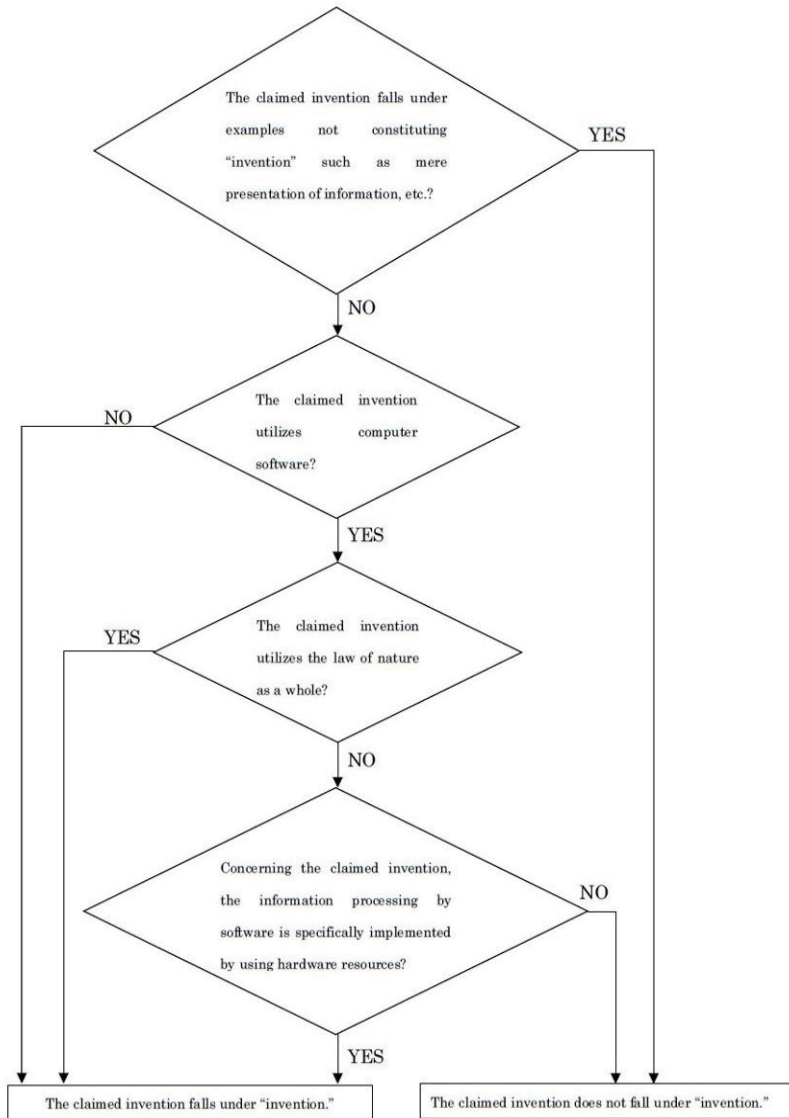 The claimed invention falls under
examples not constituting
“invention” such as mere
presentation of information, etc.?
YES
NO
The claimed invention
utilizes computer
software?
NO
YES
The claimed invention
utilizes the law of nature
as a whole?
YES
NO
Concerning the claimed invention,
the information processing by
software is specifically implemented
by using hardware resources?
NO
YES
The claimed invention falls under “invention.”
The claimed invention does not fall under “invention.”